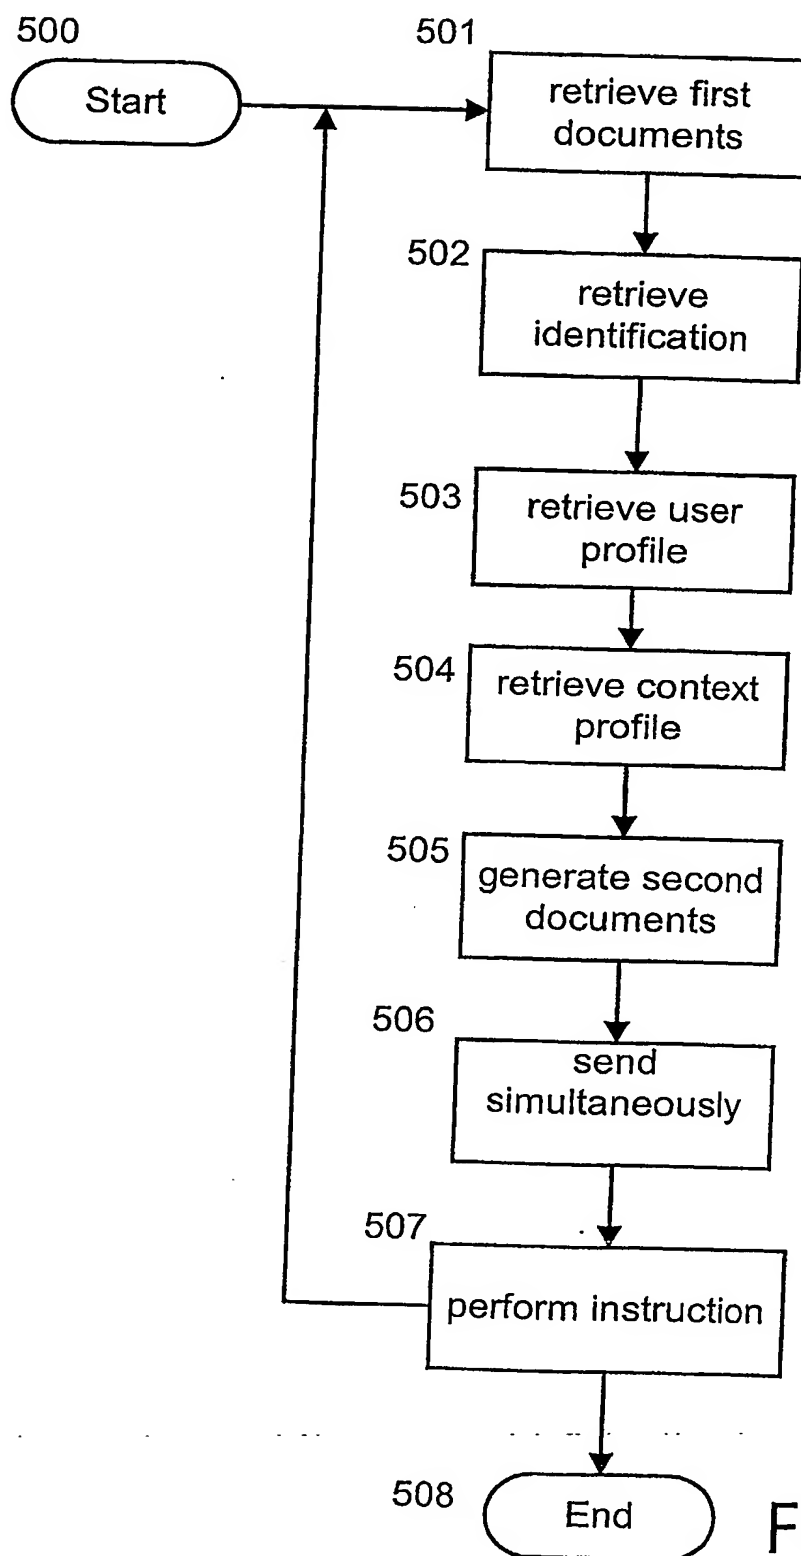 500
Start
501
retrieve first
documents
502
retrieve
identification
503
retrieve user
profile
504
retrieve context
profile
505
generate second
documents
506
send
simultaneously
507
perform instruction
508
End
F